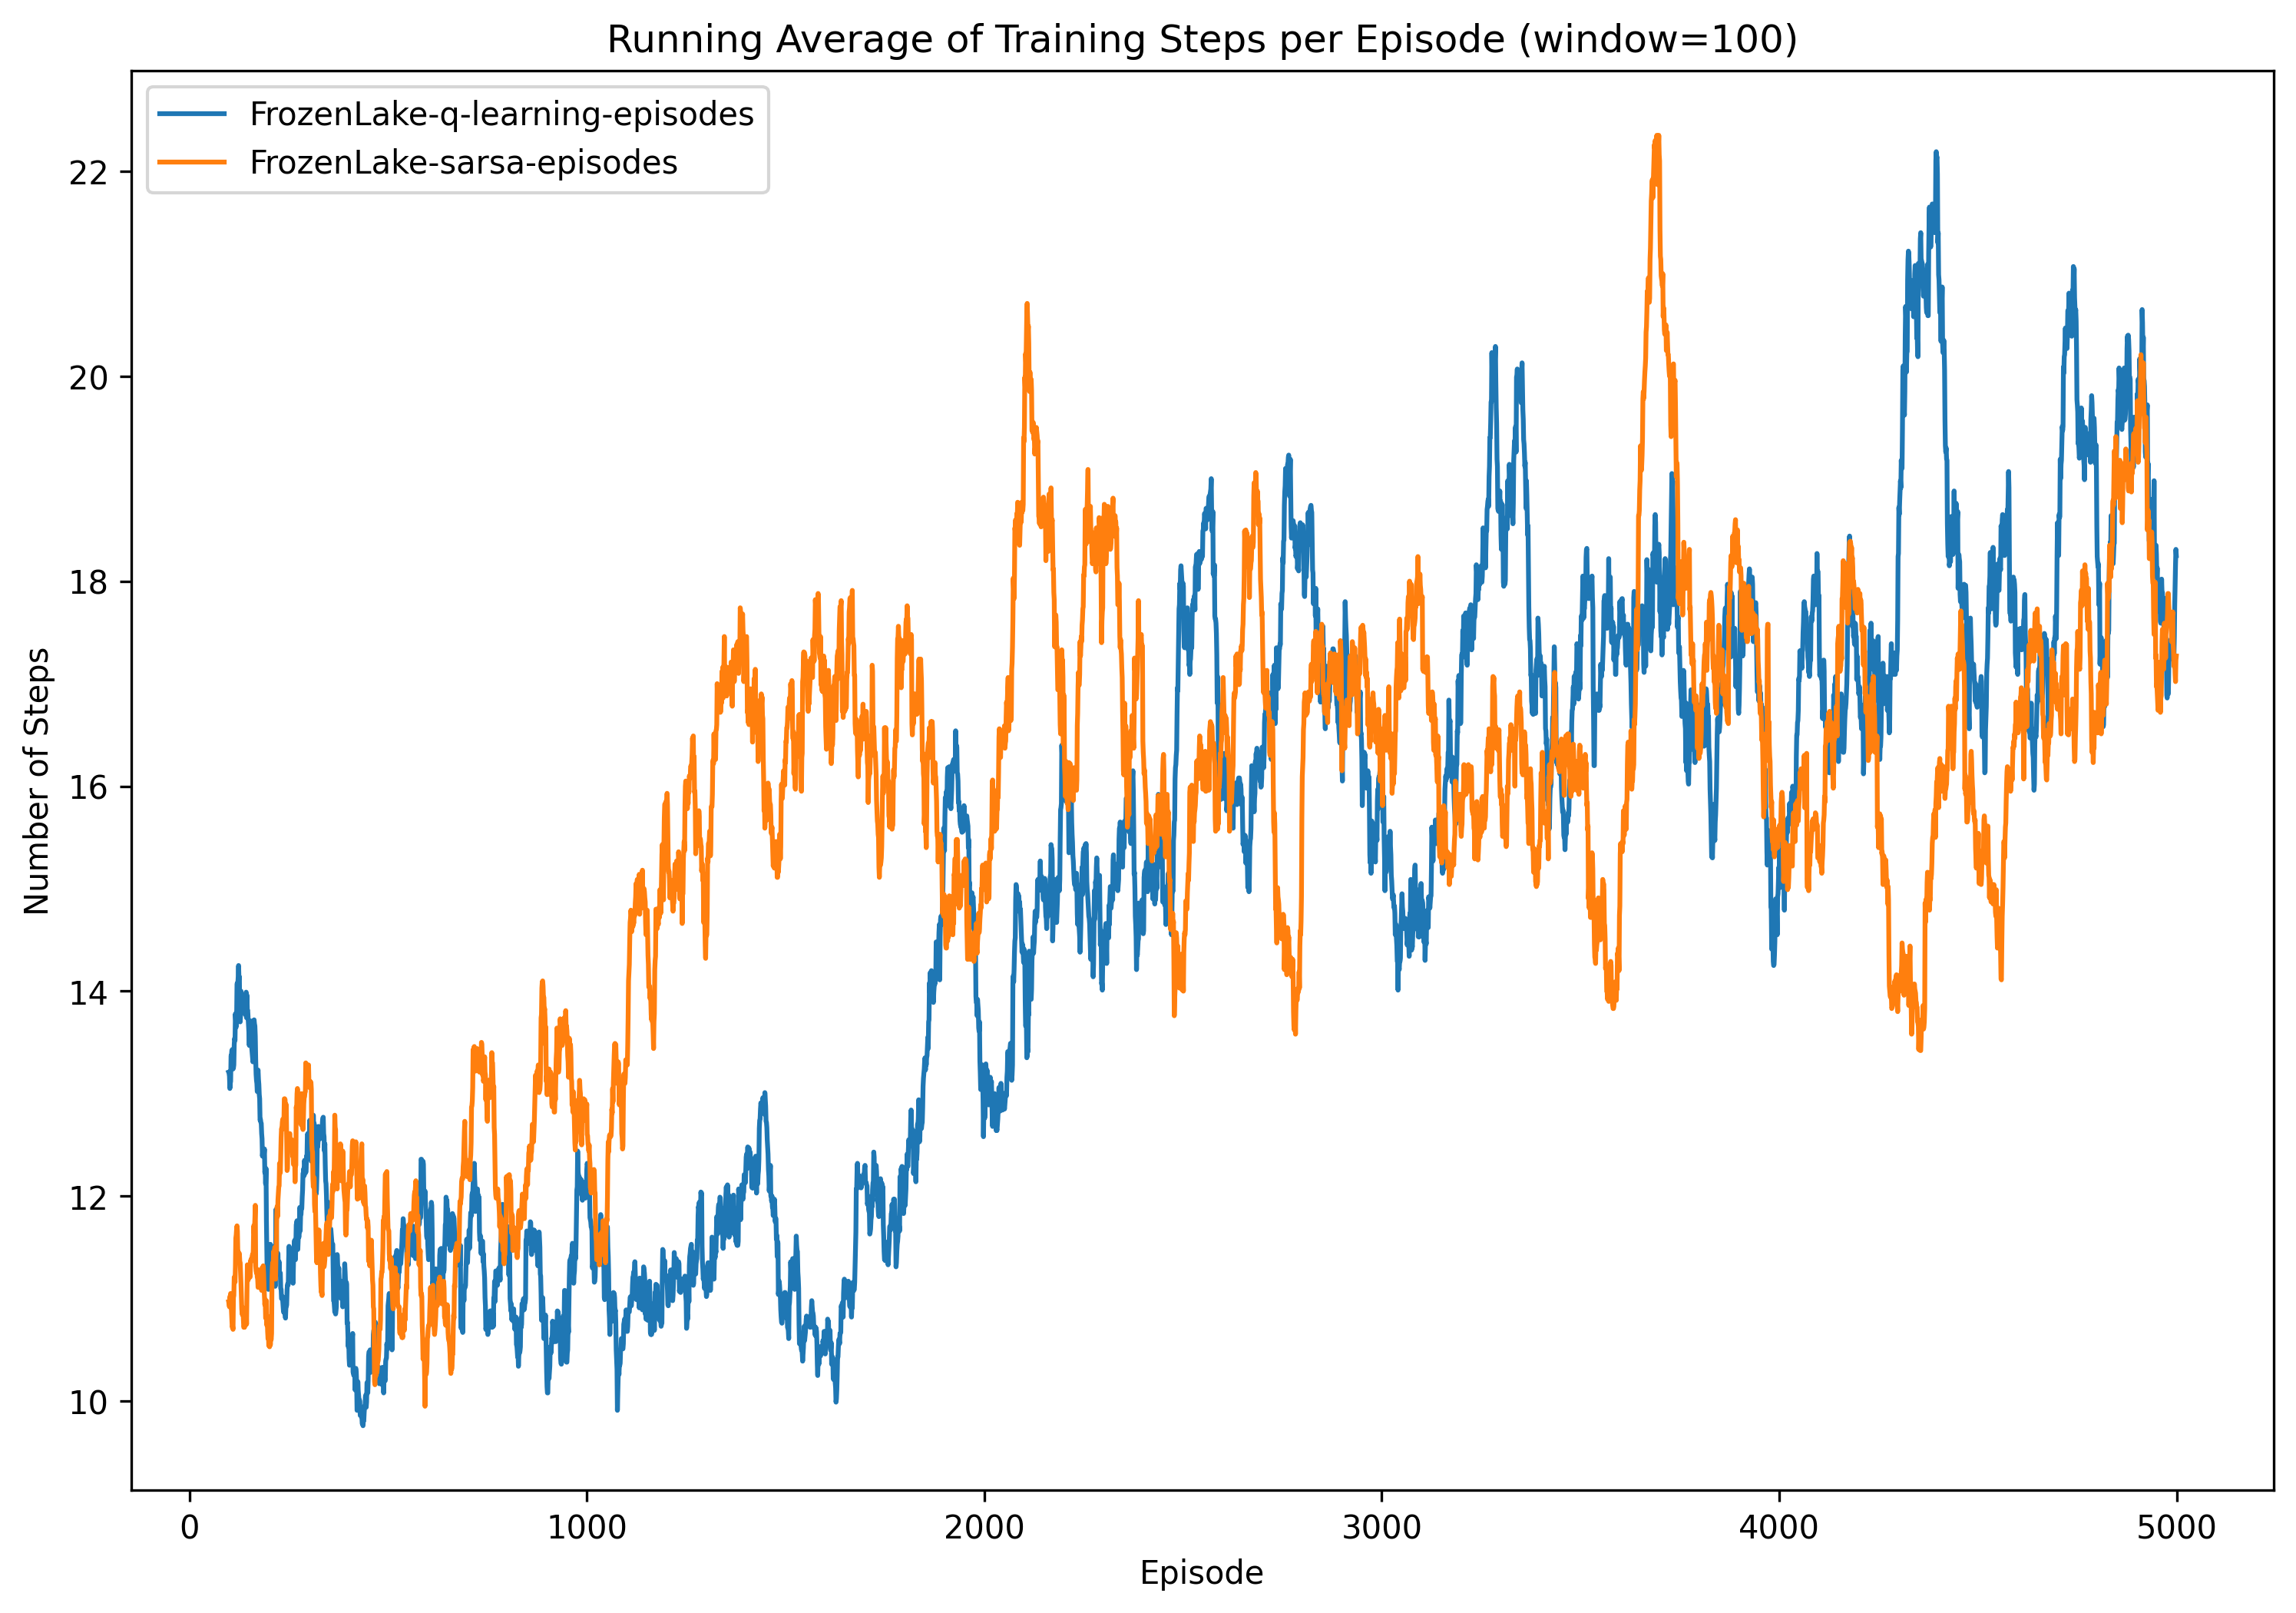 Running Average of Training Steps per Episode (window=100)
FrozenLake-q-learning-episodes
FrozenLake-sarsa-episodes
Number of Steps
22
20
18
16
14
12
10
0 1000 2000 3000 4000 5000
Episode